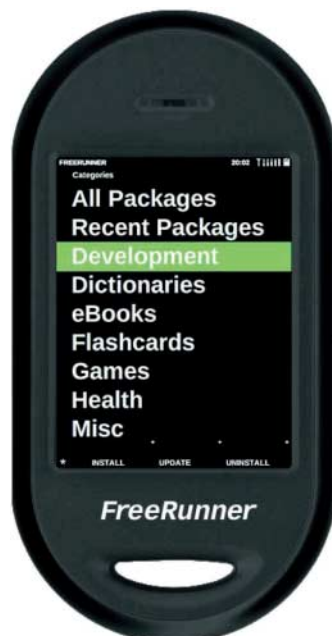 FREERUNNER 20:02
Categories
All Packages
Recent Packages
Development
Dictionaries
eBooks
Flashcards
Games
Health
Misc
* INSTALL UPDATE UNINSTALL
FreeRunner